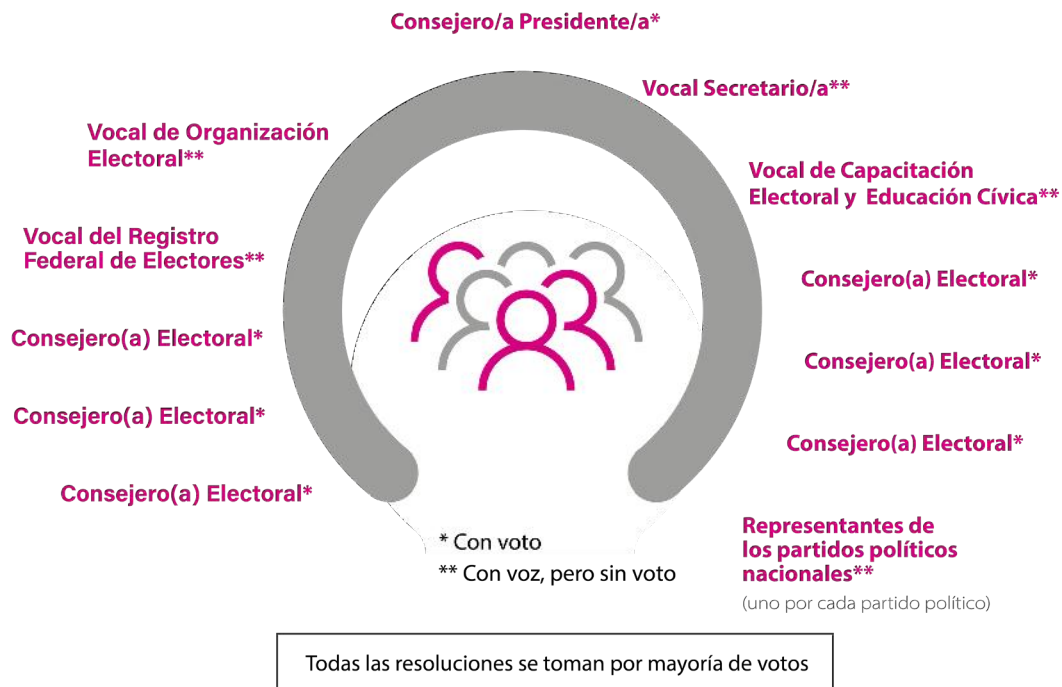 Consejero/a Presidente/a*
Vocal Secretario/a**
Vocal de Organización
Electoral**
Vocal de Capacitación
Electoral y Educación Cívica**
Vocal del Registro
Federal de Electores**
Consejero(a) Electoral*
Consejero(a) Electoral*
Consejero(a) Electoral*
Consejero(a) Electoral*
Consejero(a) Electoral*
Consejero(a) Electoral*
Representantes de
los partidos políticos
nacionales**
(uno por cada partido político)
* Con voto
** Con voz, pero sin voto
Todas las resoluciones se toman por mayoría de votos